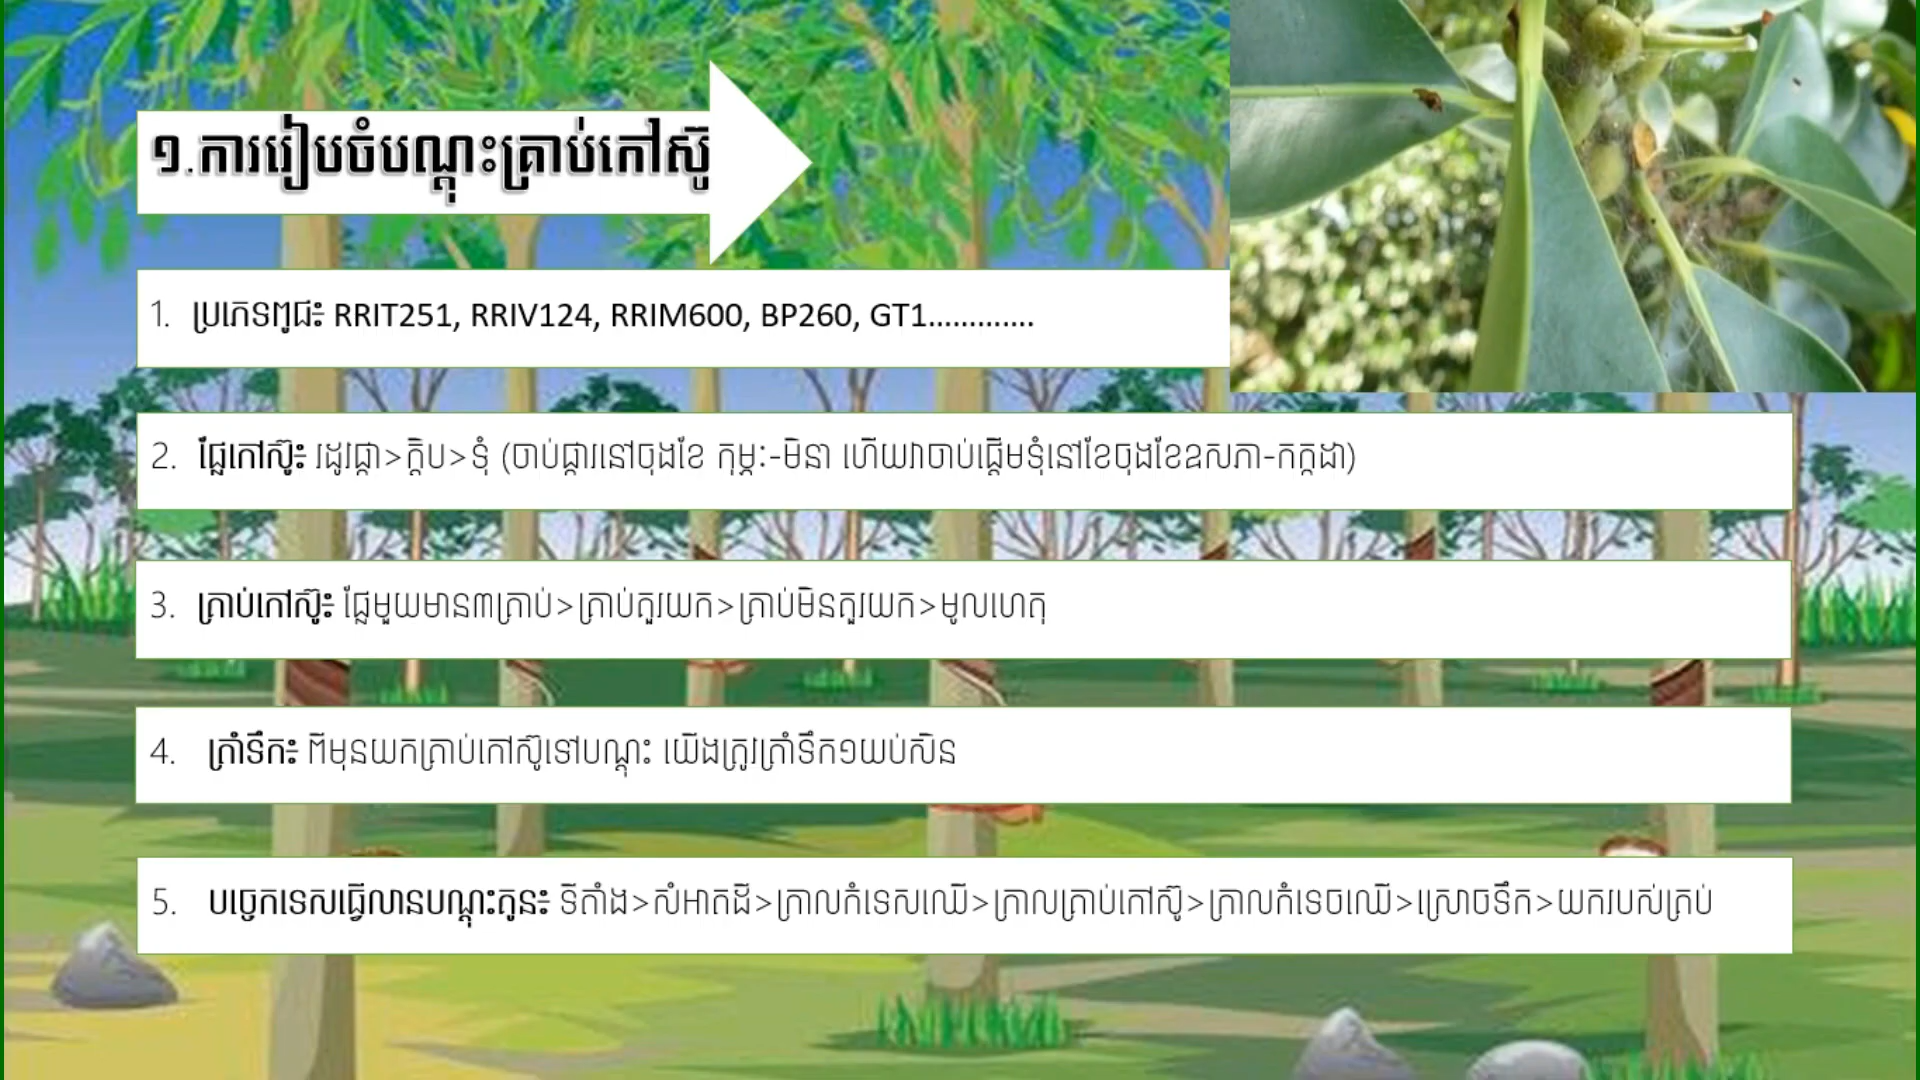 ១.ការរៀបចំបណ្តុះគ្រាប់កៅស៊ូ
1. ប្រភេទពូជ៖ RRIT251, RRIV124, RRIM600, BP260, GT1.............
2. ផ្លែកៅស៊ូ៖ រដូវផ្កា>ក្តិប>ទុំ (ចាប់ផ្ការនៅចុងខែ កុម្ភៈ-មិនា ហើយវាចាប់ផ្តើមទុំនៅខែចុងខែឧសភា-កក្កដា)
3. គ្រាប់កៅស៊ូ៖ ផ្លែមួយមាន៣គ្រាប់>គ្រាប់គួរយក>គ្រាប់មិនគួរយក>មូលហេតុ
4. ត្រាំទឹក៖ ពីមុនយកគ្រាប់កៅស៊ូទៅបណ្តុះ យើងត្រូវត្រាំទឹក១យប់សិន
5. បច្ចេកទេសធ្វើលានបណ្តុះកូន៖ ទីតាំង>សំអាតដី>ក្រាលកំទេសឈើ>ក្រាលគ្រាប់កៅស៊ូ>ក្រាលកំទេចឈើ>ស្រោចទឹក>យករបស់គ្រប់